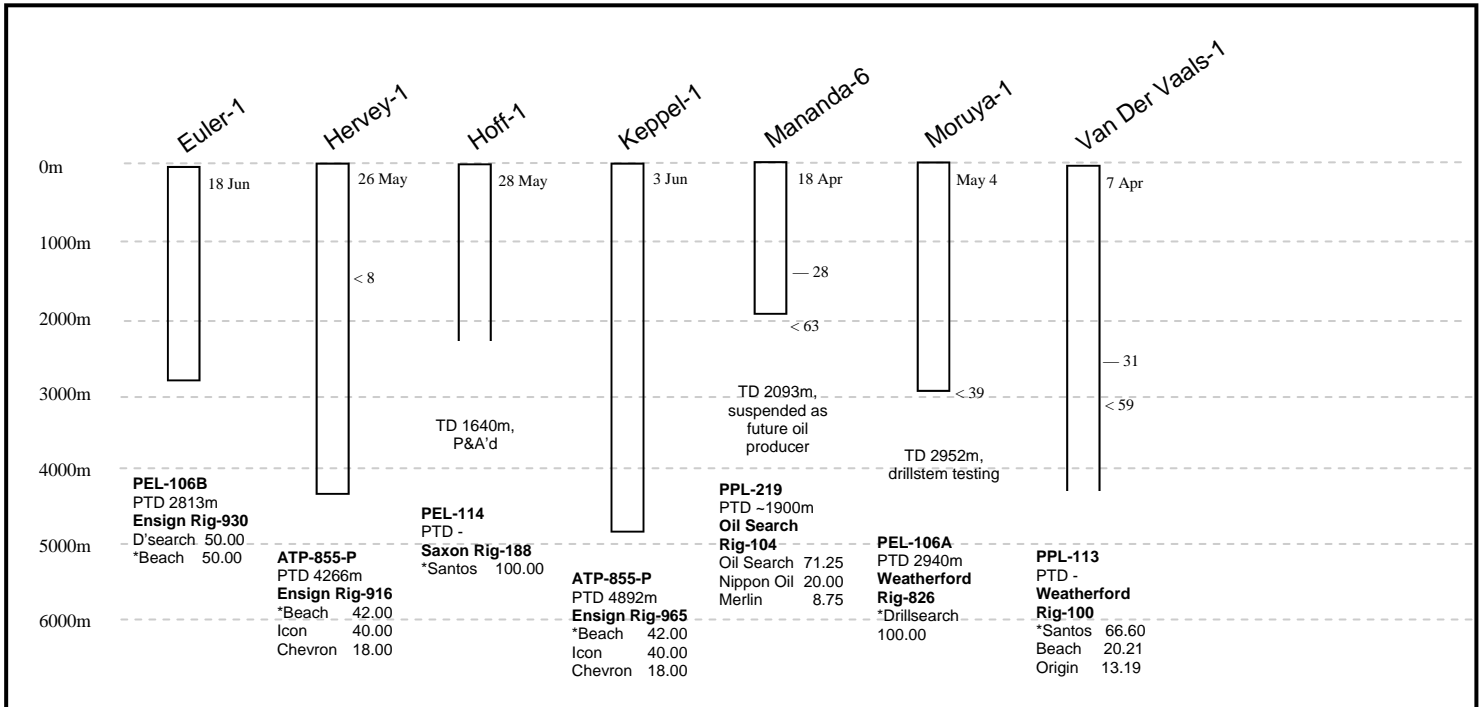 Euler-1
Hervey-1
Hoff-1
Keppel-1
Mananda-6
Moruya-1
Van Der Vaals-1
0m
1000m
2000m
3000m
4000m
5000m
6000m
18 Jun
26 May
28 May
3 Jun
18 Apr
May 4
7 Apr
< 8
— 28
< 63
< 39
— 31
< 59
TD 1640m,
P&A'd
TD 2093m,
suspended as
future oil
producer
TD 2952m,
drillstem testing
PEL-106B
PTD 2813m
Ensign Rig-930
D'search 50.00
*Beach 50.00
ATP-855-P
PTD 4266m
Ensign Rig-916
*Beach 42.00
Icon 40.00
Chevron 18.00
PEL-114
PTD -
Saxon Rig-188
*Santos 100.00
ATP-855-P
PTD 4892m
Ensign Rig-965
*Beach 42.00
Icon 40.00
Chevron 18.00
PPL-219
PTD ~1900m
Oil Search
Rig-104
Oil Search 71.25
Nippon Oil 20.00
Merlin 8.75
PEL-106A
PTD 2940m
Weatherford
Rig-826
*Drillsearch
100.00
PPL-113
PTD -
Weatherford
Rig-100
*Santos 66.60
Beach 20.21
Origin 13.19